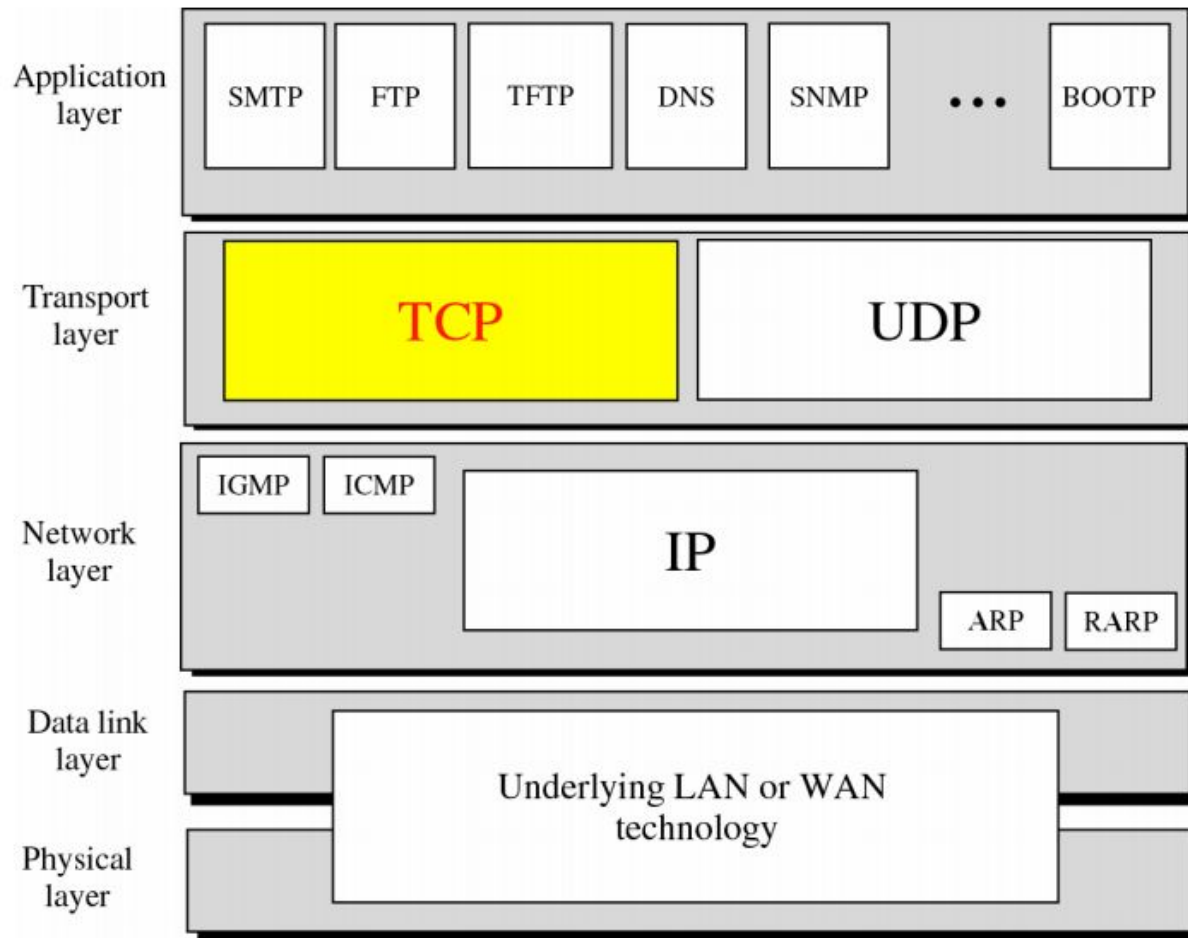 Application
layer
SMTP
FTP
TFTP
DNS
SNMP
...
BOOTP
Transport
layer
TCP
UDP
Network
layer
IGMP
ICMP
IP
ARP
RARP
Data link
layer
Underlying LAN or WAN
technology
Physical
layer